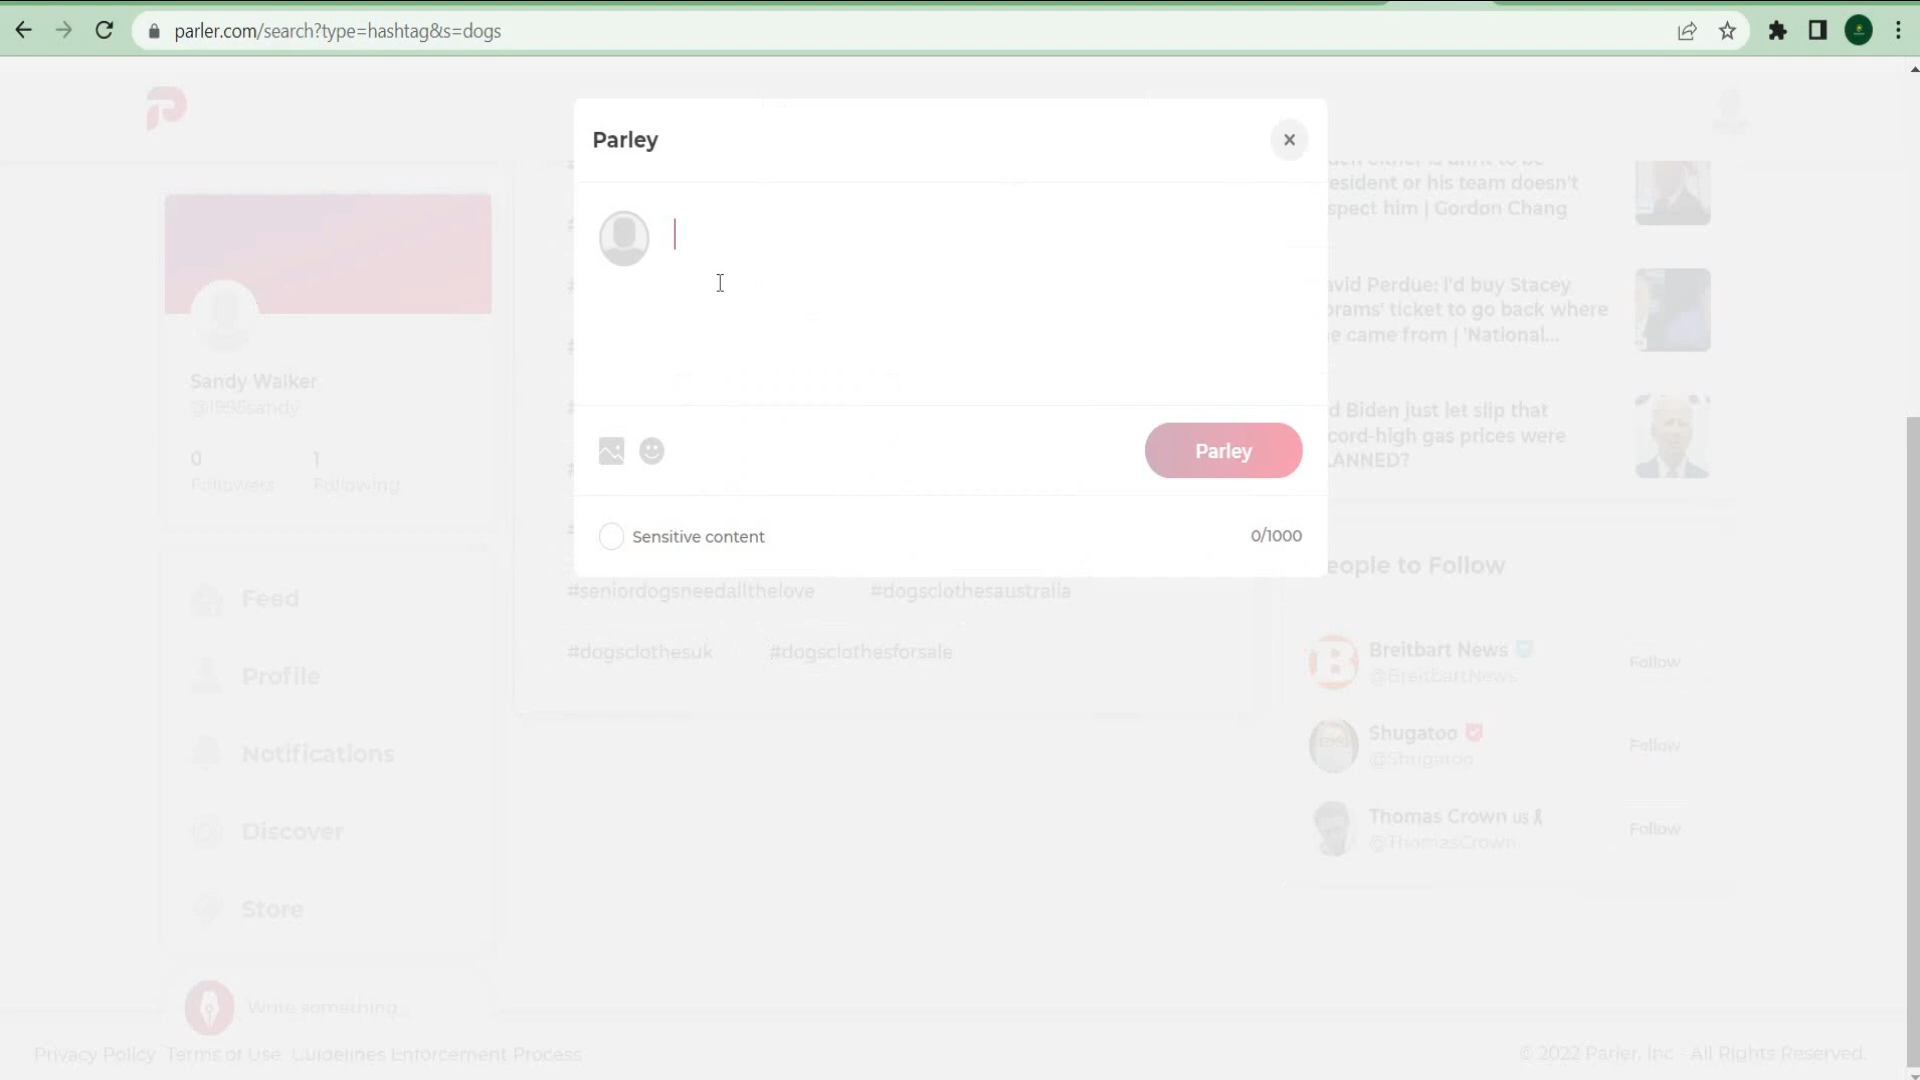 parler.com/search?type=hashtag&s=dogs
Parley
Sandy Walker
@1995sandy
0
1
Followers
Following
Feed
Profile
Notifications
Discover
Store
Write something...
Parley
Sensitive content
0/1000
#seniordogsneedallthelove
#dogsclothesaustralia
#dogsclothesuk
#dogsclothesforsale
esident or his team doesn't
spect him | Gordon Chang
vid Perdue: I'd buy Stacey
rams' ticket to go back where
e came from | 'National...
d Biden just let slip that
cord-high gas prices were
LANNED?
eople to Follow
Breitbart News
@BreitbartNews
Follow
Shugatoo
@Shugatoo
Follow
Thomas Crown us
@ThomasCrown
Follow
Privacy Policy Terms of Use Guidelines Enforcement Process
© 2022 Parler, Inc - All Rights Reserved.